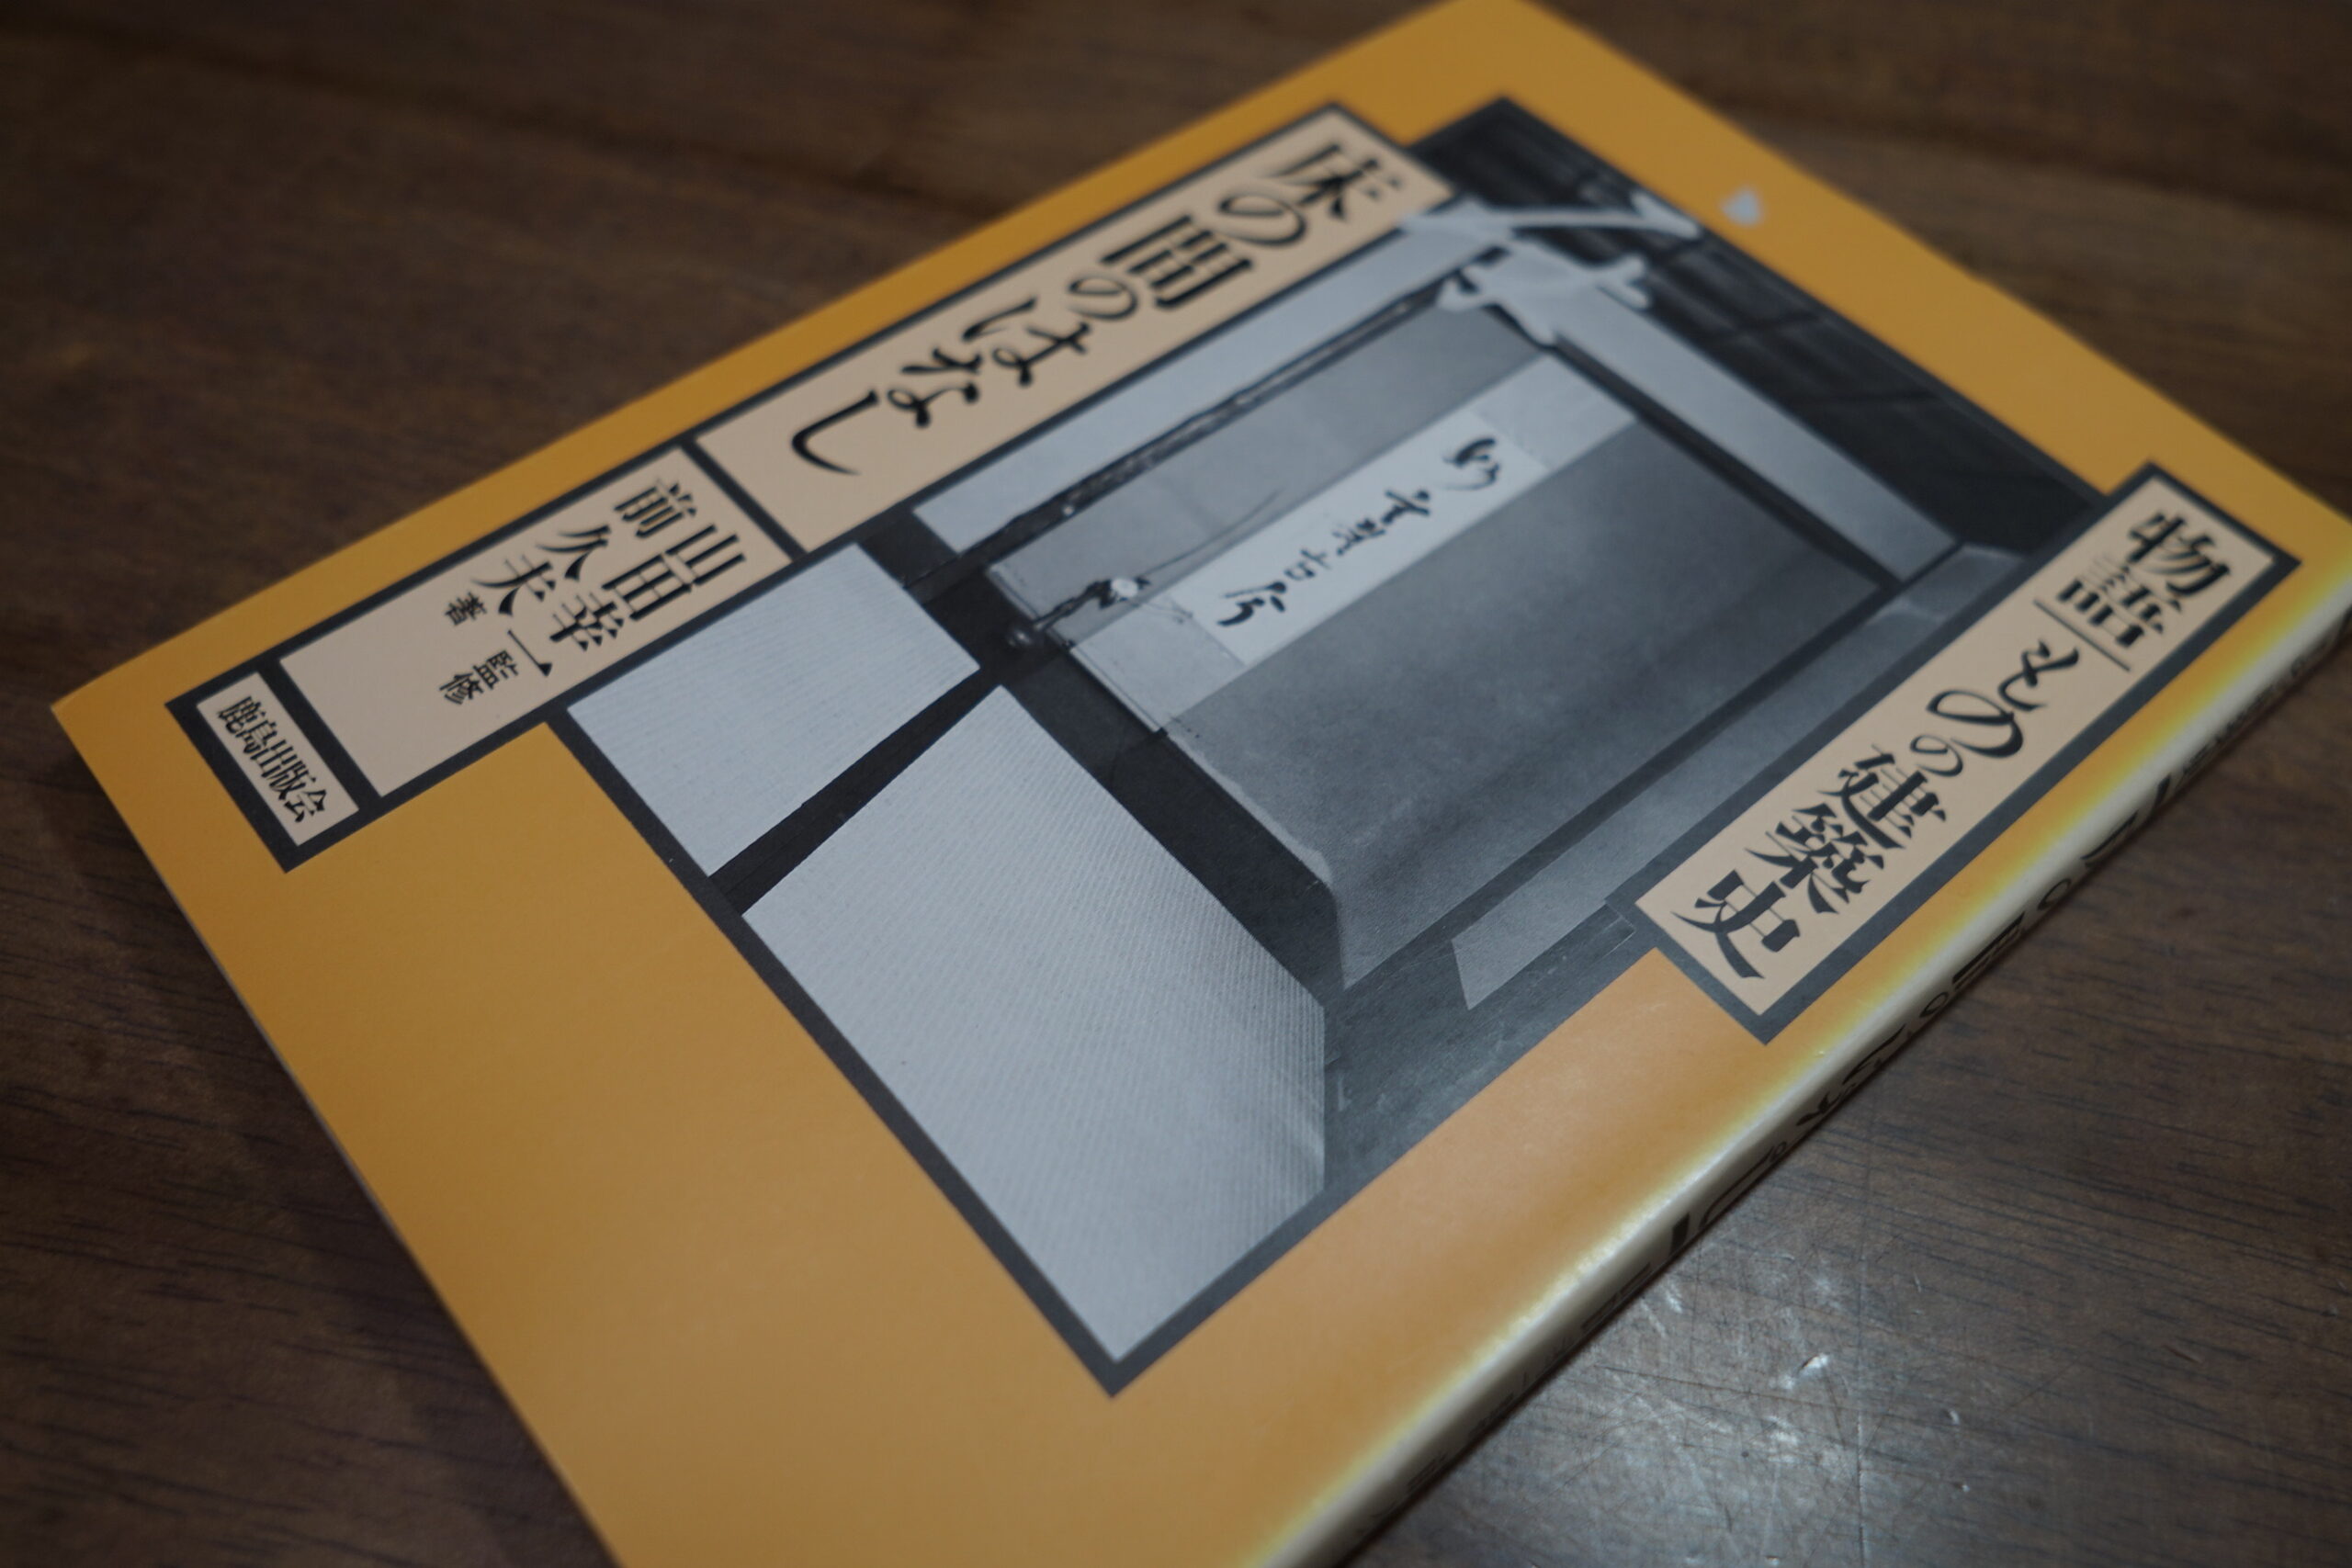 物語/ものの建築史
床の間のはなし
山田幸一 監修
前久夫 著
鹿島出版会